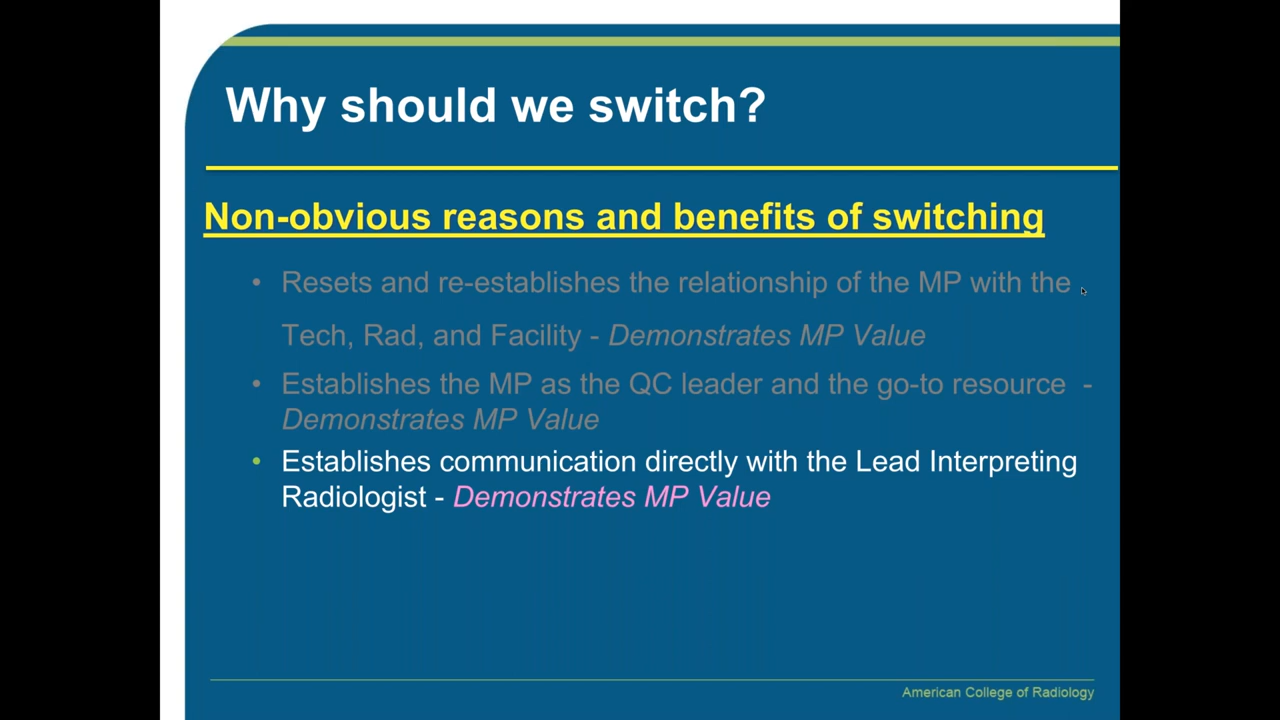 Why should we switch?
Non-obvious reasons and benefits of switching
• Resets and re-establishes the relationship of the MP with the
Tech, Rad, and Facility - Demonstrates MP Value
• Establishes the MP as the QC leader and the go-to resource -
Demonstrates MP Value
• Establishes communication directly with the Lead Interpreting
Radiologist - Demonstrates MP Value
American College of Radiology